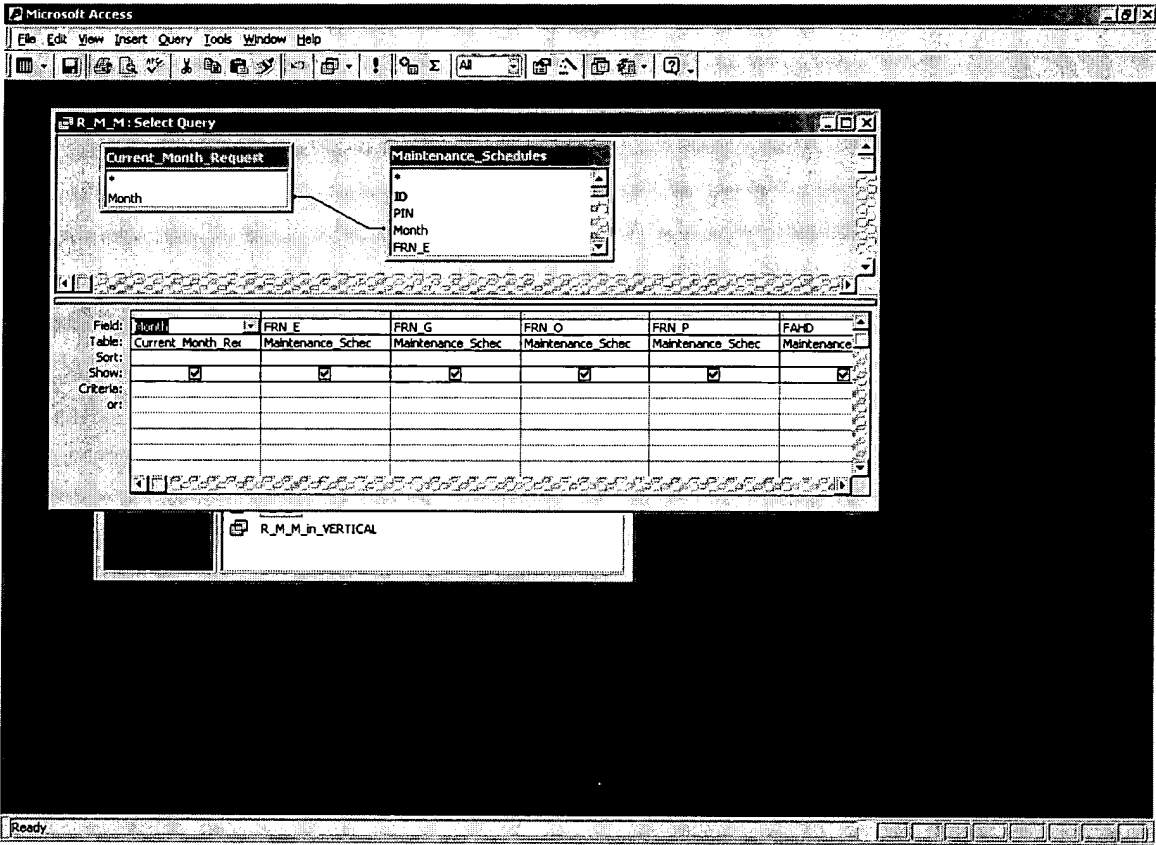 Microsoft Access
File Edit View Insert Query Tools Window Help
All
R_M_M : Select Query
Current_Month_Request
*
Month
Maintenance_Schedules
*
ID
PIN
Month
FRN_E
Field: Month FRN_E FRN_G FRN_O FRN_P FAHD
Table: Current_Month_Rec Maintenance_Schec Maintenance_Schec Maintenance_Schec Maintenance_Schec Maintenance
Sort:
Show:
Criteria:
or:
R_M_M_in_VERTICAL
Ready